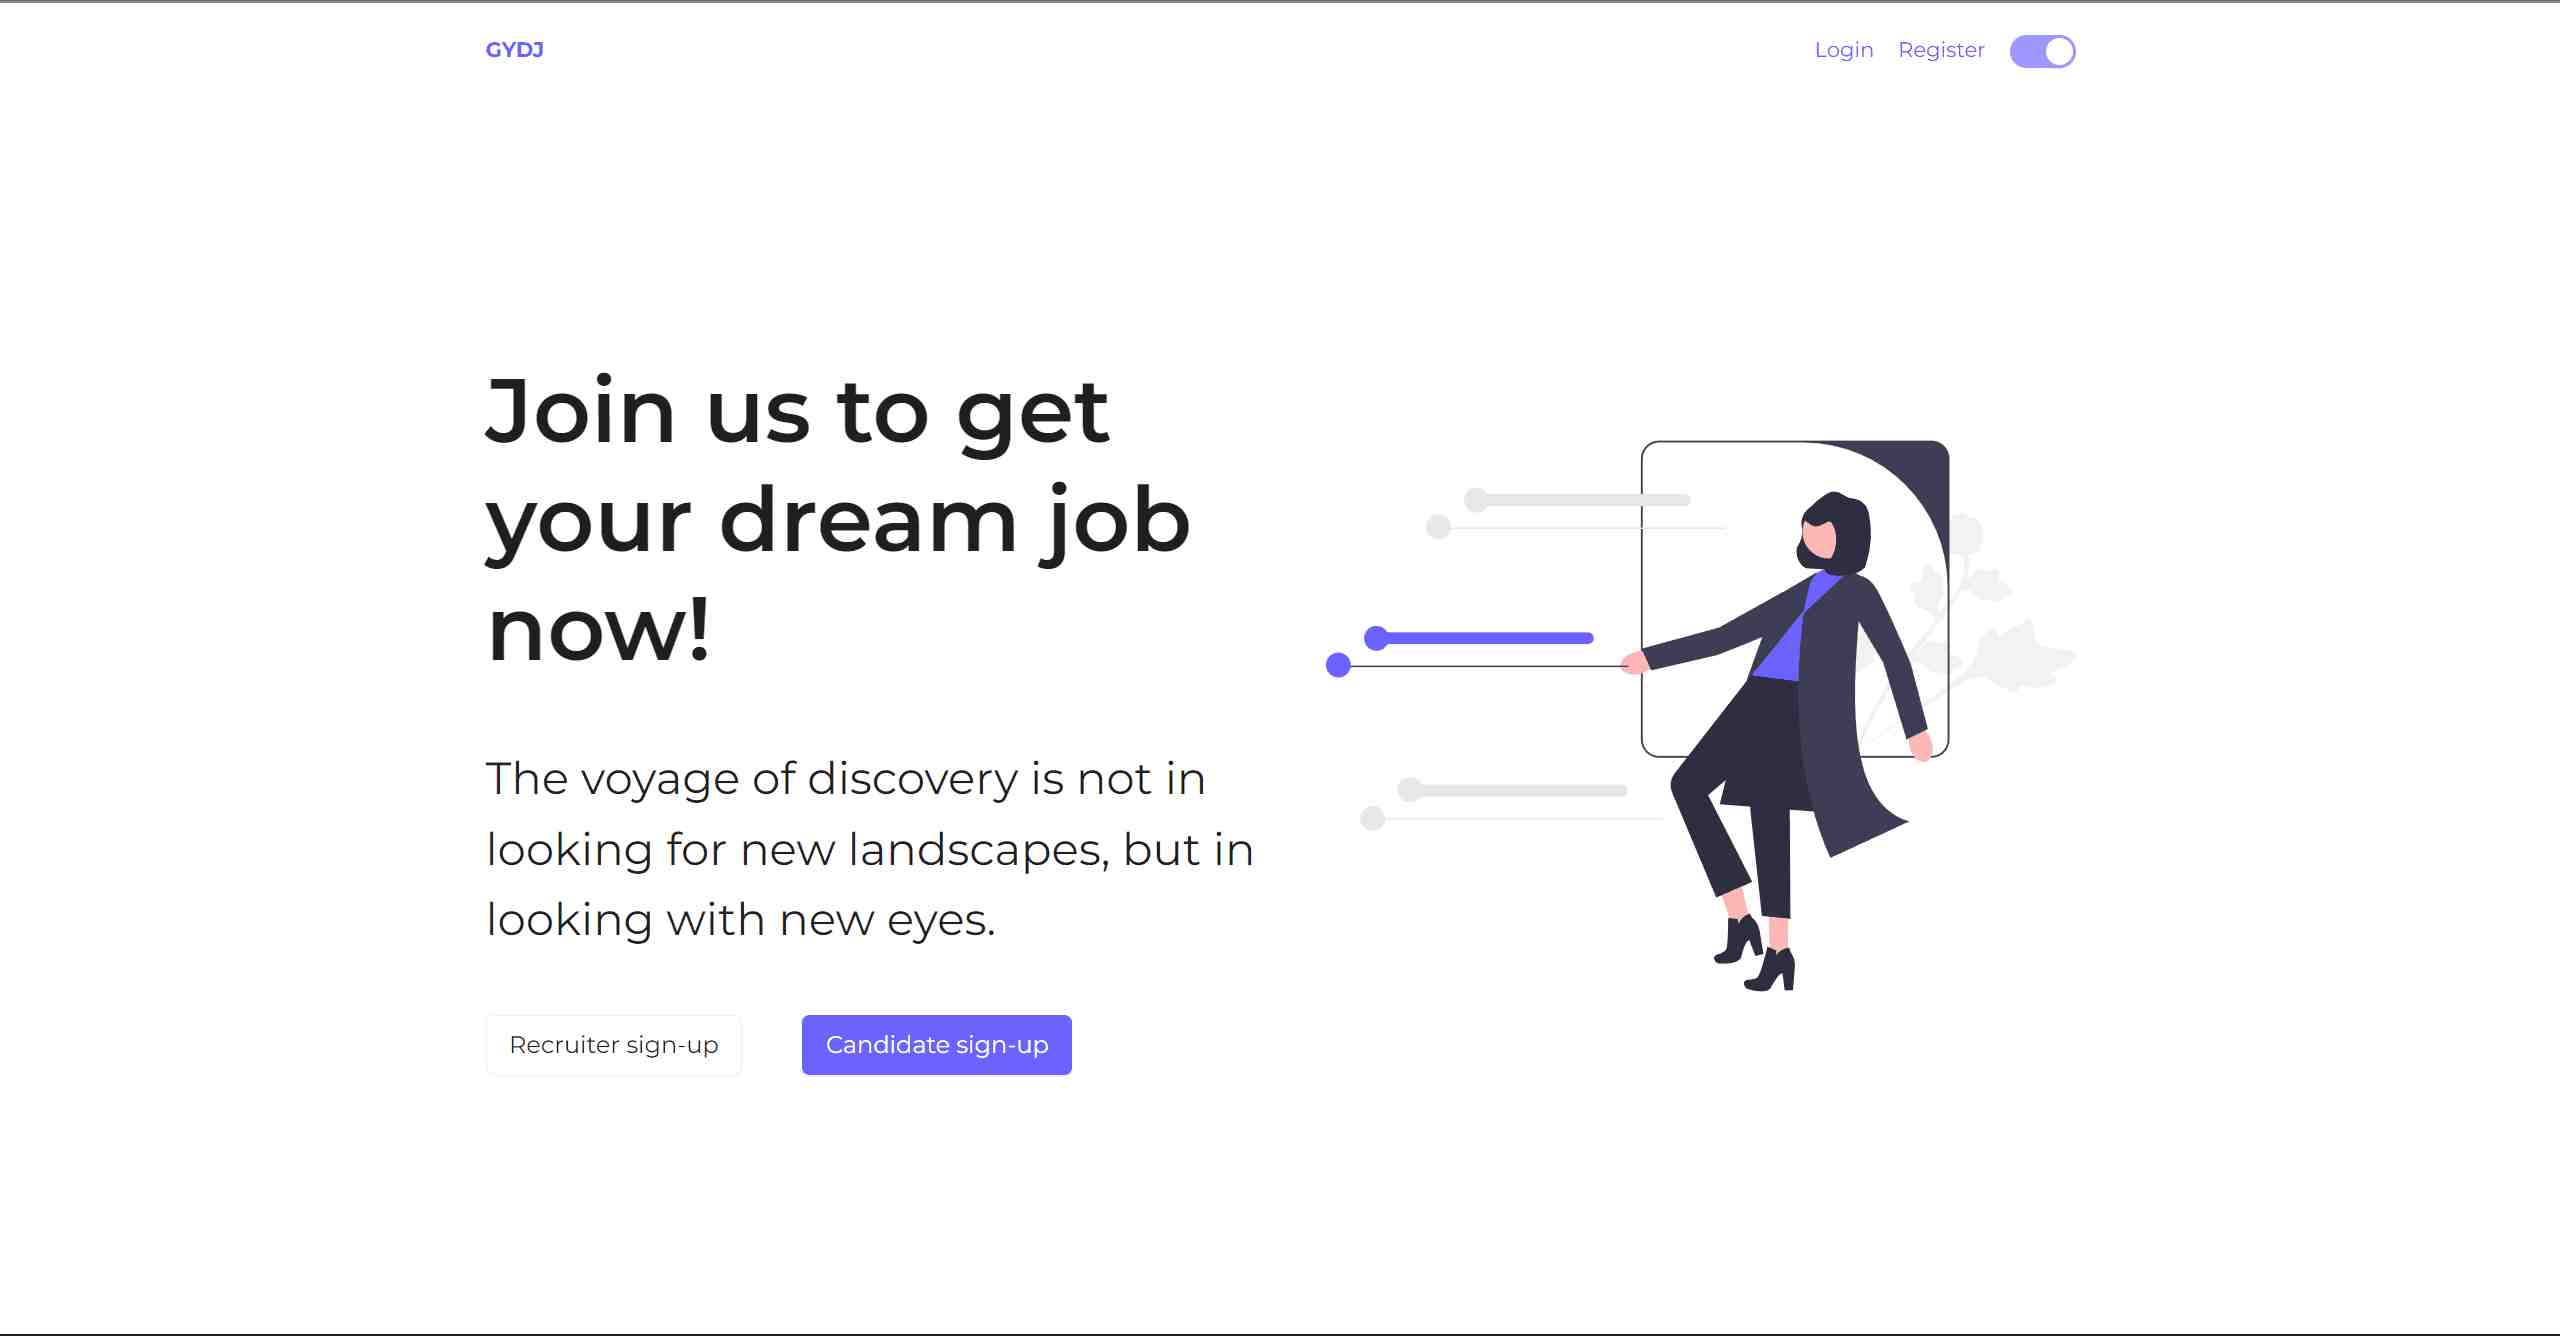 GYDJ
Login Register
Join us to get
your dream job
now!
The voyage of discovery is not in
looking for new landscapes, but in
looking with new eyes.
Recruiter sign-up Candidate sign-up